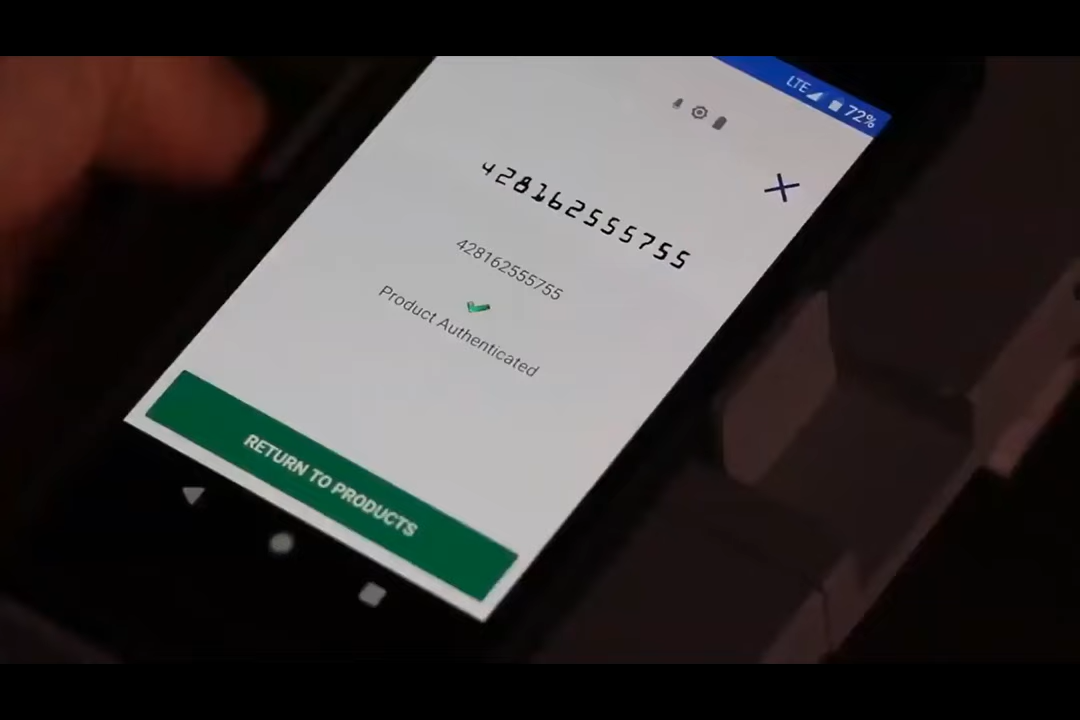 LTE 72%
428162555755
428162555755
Product Authenticated
RETURN TO PRODUCTS